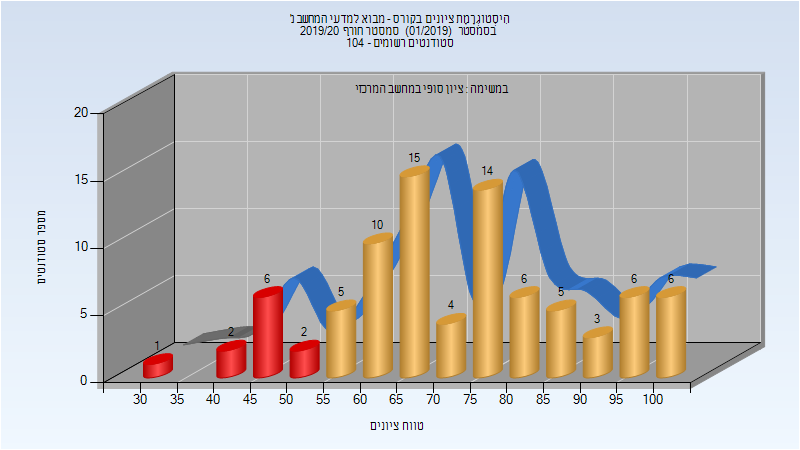 היסטוגרמת ציונים בקורס - מבוא למדעי המחשב נ'
בסמסטר (01/2019) סמסטר חורף 2019/20
סטודנטים רשומים - 104
במשימה : ציון סופי במחשב המרכזי
מספר סטודנטים
20
15
10
5
0
1
2
6
2
5
10
15
4
14
6
5
3
6
6
30 35 40 45 50 55 60 65 70 75 80 85 90 95 100
טווח ציונים